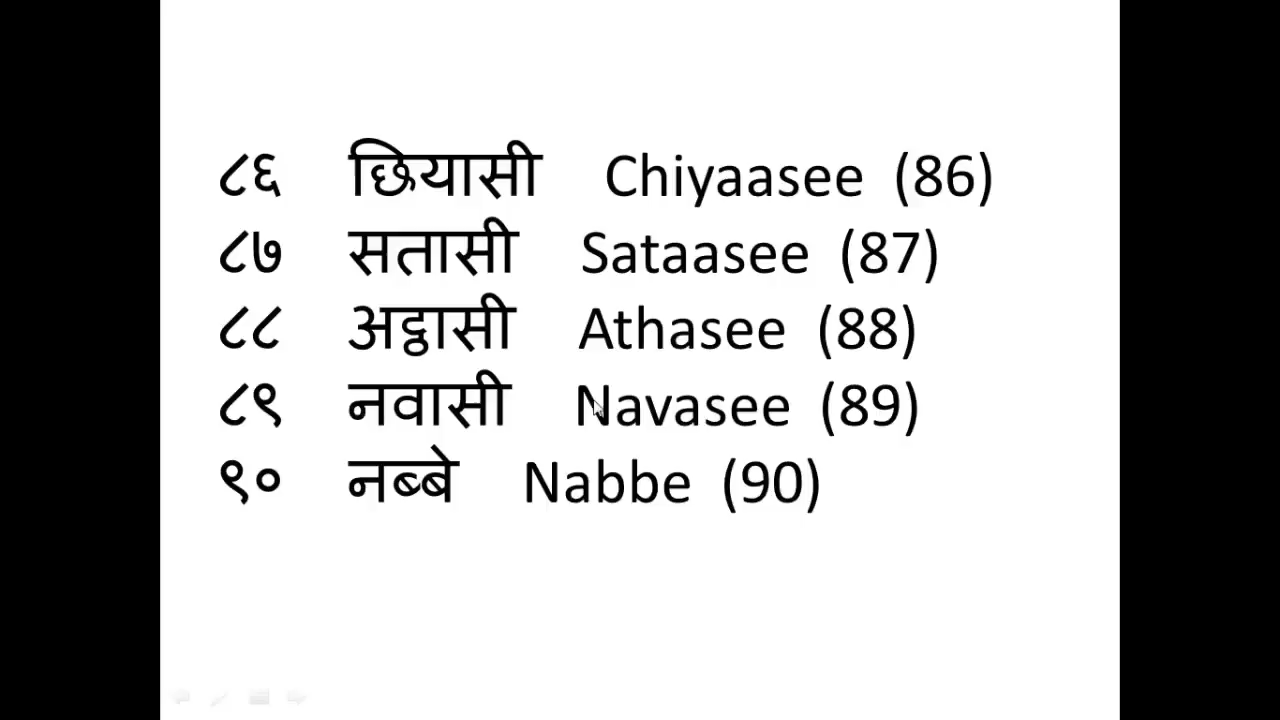 ८६ छियासी Chiyaasee (86)
८७ सतासी Sataasee (87)
८८ अट्ठासी Athasee (88)
८९ नवासी Navasee (89)
९० नब्बे Nabbe (90)